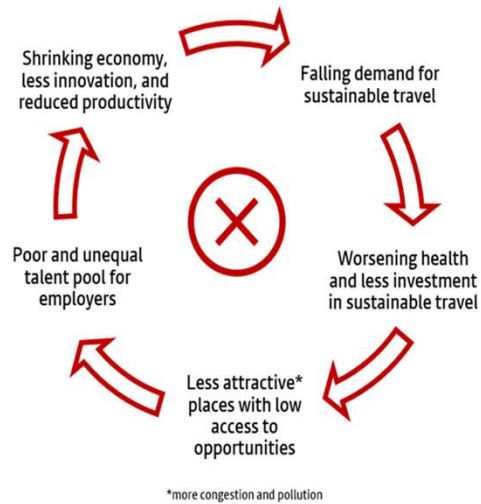 Shrinking economy,
less innovation, and
reduced productivity
Falling demand for
sustainable travel
Worsening health
and less investment
in sustainable travel
Less attractive*
places with low
access to
opportunities
Poor and unequal
talent pool for
employers
*more congestion and pollution